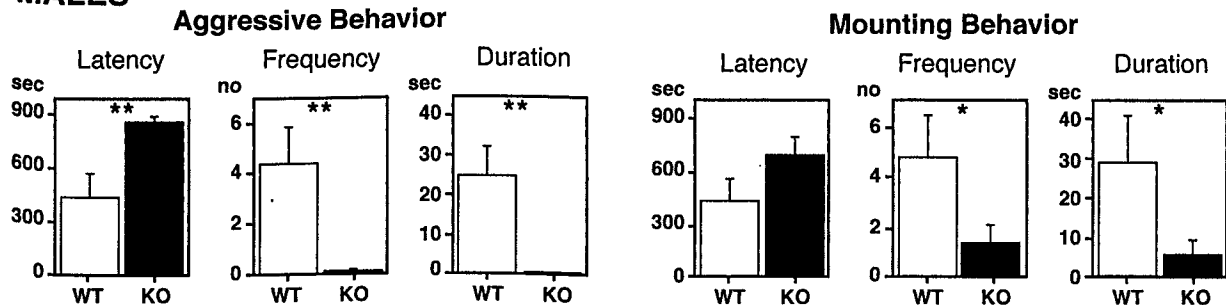 Aggressive Behavior
Mounting Behavior
Latency
Frequency
Duration
Latency
Frequency
Duration
sec
900
600
300
0
**
WT
KO
no
6
4
2
0
**
WT
KO
sec
40
30
20
10
0
**
WT
KO
sec
900
600
300
0
WT
KO
no
6
4
2
0
*
WT
KO
sec
40
30
20
10
0
*
WT
KO